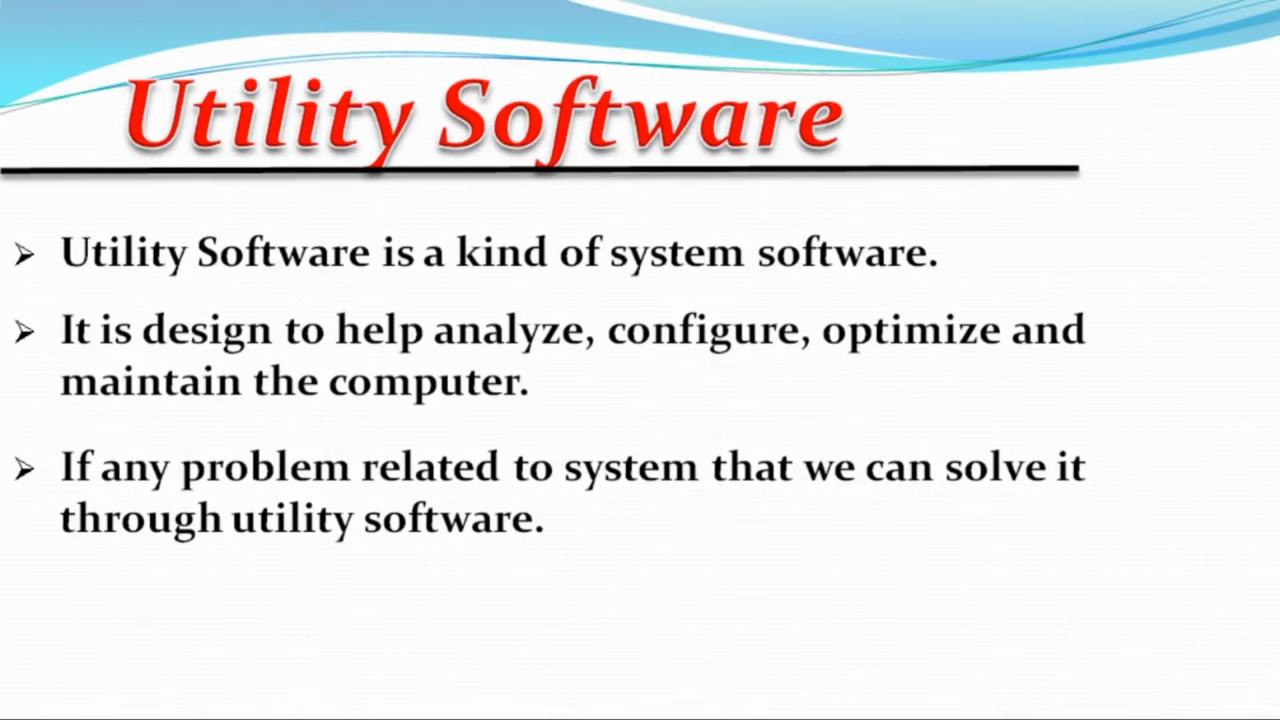 Utility Software
➢ Utility Software is a kind of system software.
➢ It is design to help analyze, configure, optimize and
maintain the computer.
➢ If any problem related to system that we can solve it
through utility software.